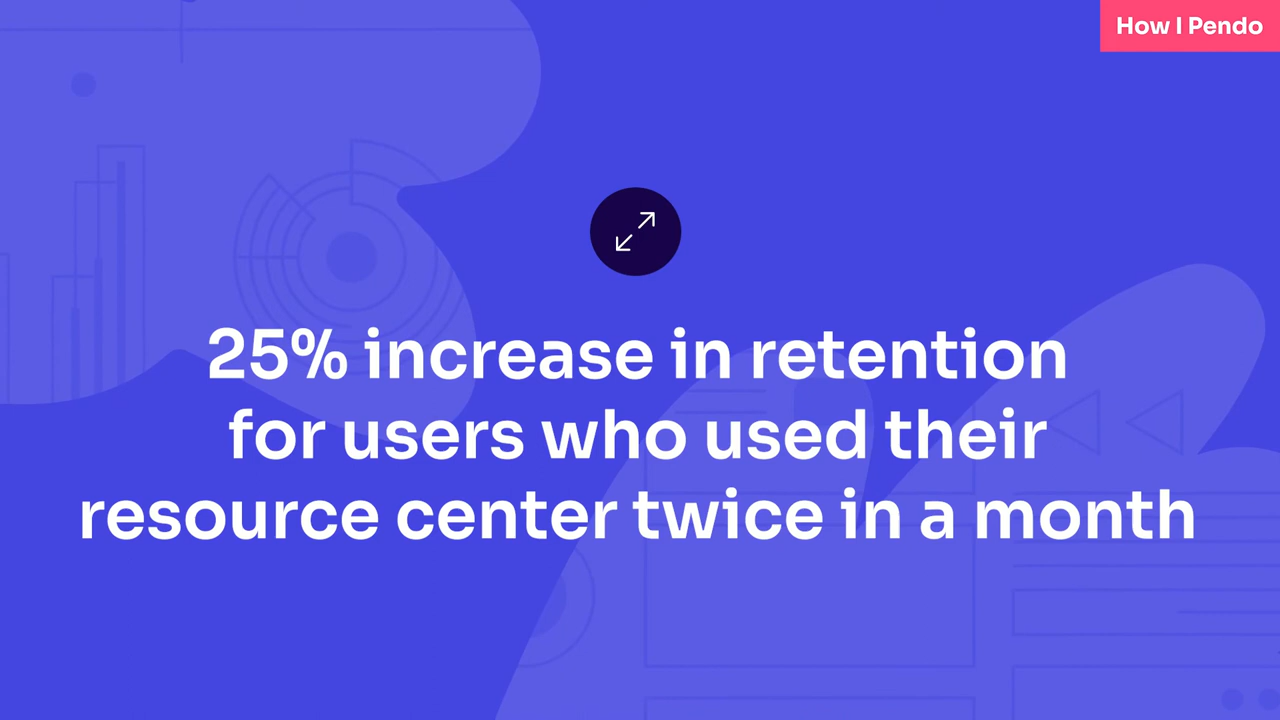 How I Pendo
25% increase in retention
for users who used their
resource center twice in a month